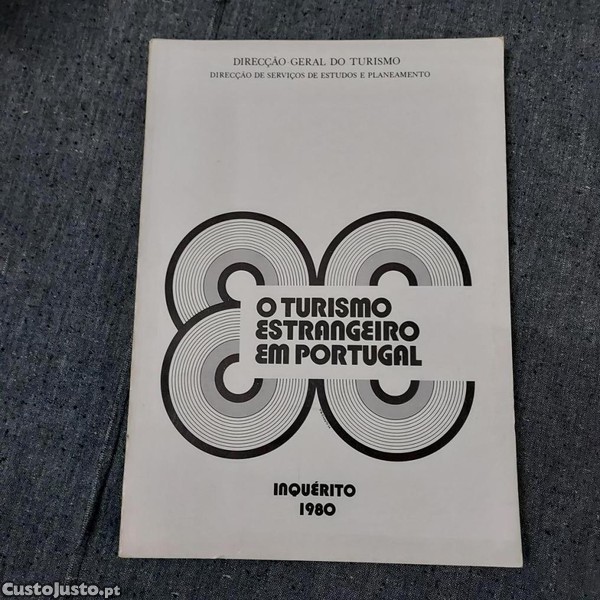 DIRECÇÃO-GERAL DO TURISMO
DIRECÇÃO DE SERVIÇOS DE ESTUDOS E PLANEAMENTO
O TURISMO
ESTRANGEIRO
EM PORTUGAL
INQUÉRITO
1980
CustoJusto.pt